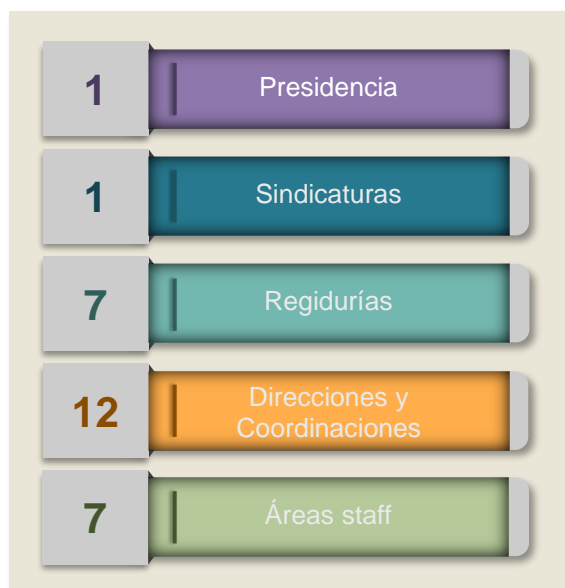 1
Presidencia
1
Sindicaturas
7
Regidurías
12
Direcciones y
Coordinaciones
7
Áreas staff